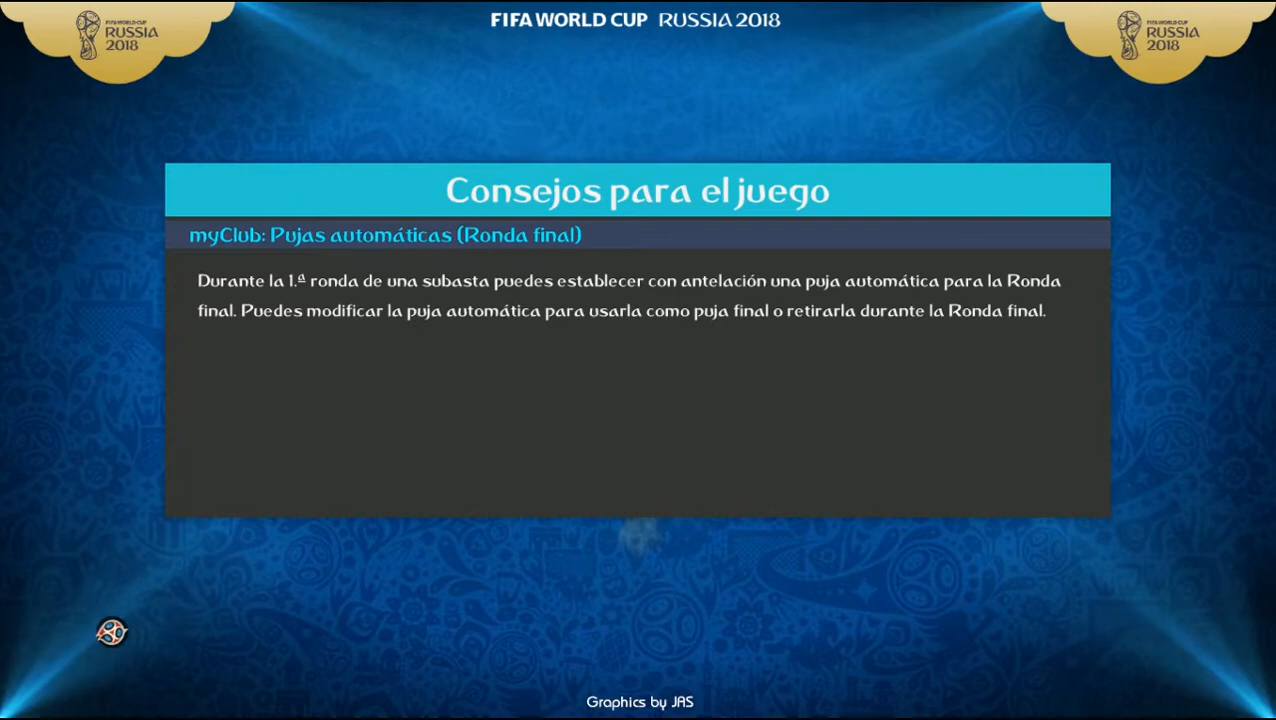 FIFA WORLD CUP
RUSSIA
2018
FIFA WORLD CUP RUSSIA 2018
FIFA WORLD CUP
RUSSIA
2018
Consejos para el juego
myClub: Pujas automáticas (Ronda final)
Durante la 1.ª ronda de una subasta puedes establecer con antelación una puja automática para la Ronda
final. Puedes modificar la puja automática para usarla como puja final o retirarla durante la Ronda final.
Graphics by JAS